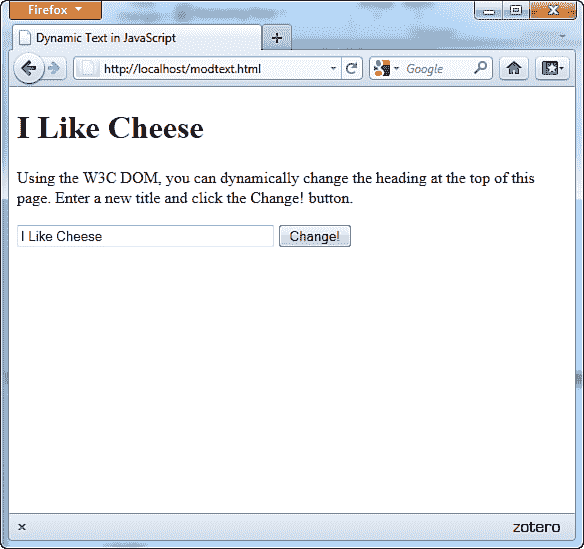 Firefox
Dynamic Text in JavaScript
http://localhost/modtext.html
Google
I Like Cheese
Using the W3C DOM, you can dynamically change the heading at the top of this
page. Enter a new title and click the Change! button.
I Like Cheese
Change!
x
zotero